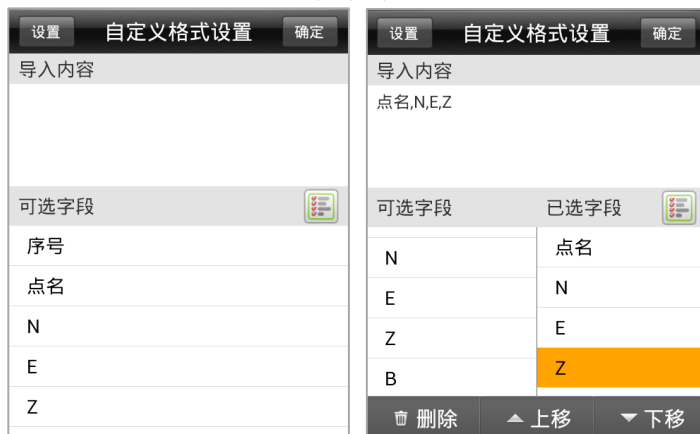 设置 自定义格式设置 确定
导入内容
可选字段
序号
点名
N
E
Z
设置 自定义格式设置 确定
导入内容
点名,N,E,Z
可选字段 已选字段
N
E
Z
B
点名
N
E
Z
删除 上移 下移